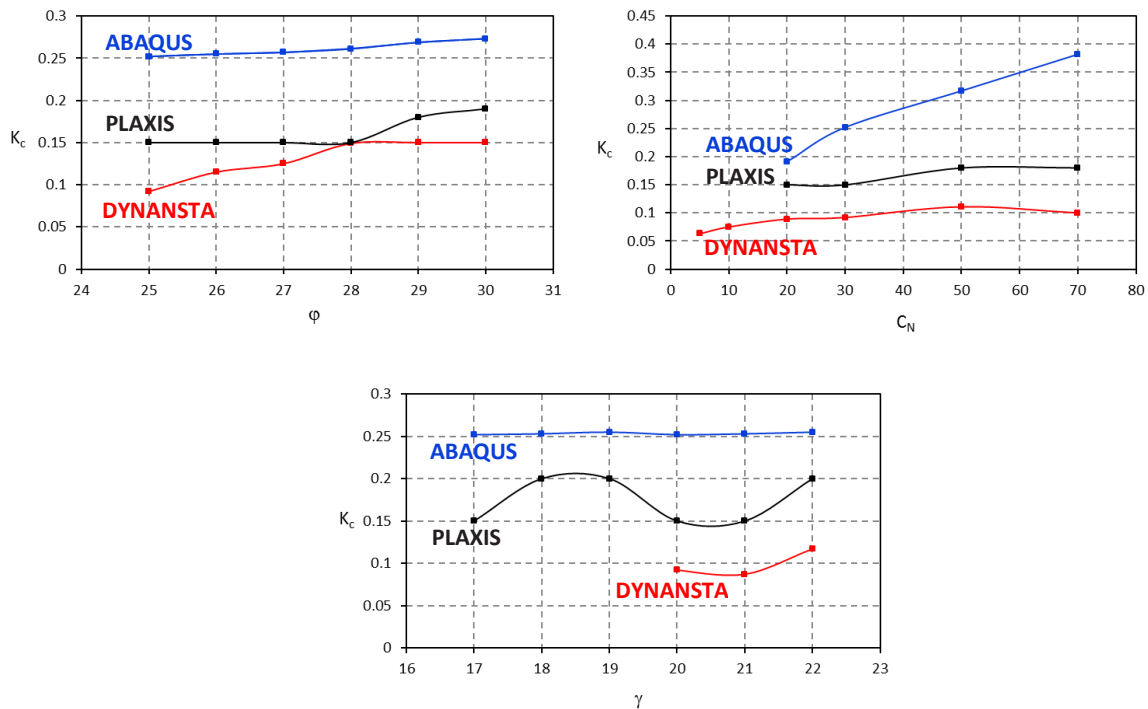 0.3
0.25
0.2
0.15
0.1
0.05
0
K_c
ABAQUS
PLAXIS
DYNANSTA
24 25 26 27 28 29 30 31
φ
0.45
0.4
0.35
0.3
0.25
0.2
0.15
0.1
0.05
0
K_c
ABAQUS
PLAXIS
DYNANSTA
0 10 20 30 40 50 60 70 80
C_N
0.3
0.25
0.2
0.15
0.1
0.05
0
K_c
ABAQUS
PLAXIS
DYNANSTA
16 17 18 19 20 21 22 23
γ